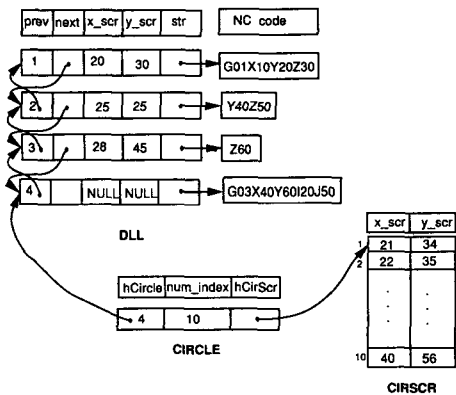 prev next x_scr y_scr str NC code
1 20 30 G01X10Y20Z30
2 25 25 Y40Z50
3 28 45 Z60
4 NULL NULL G03X40Y60I20J50
DLL
x_scr y_scr
1 21 34
2 22 35
hCircle num_index hCirScr
4 10
CIRCLE
10 40 56
CIRSCR